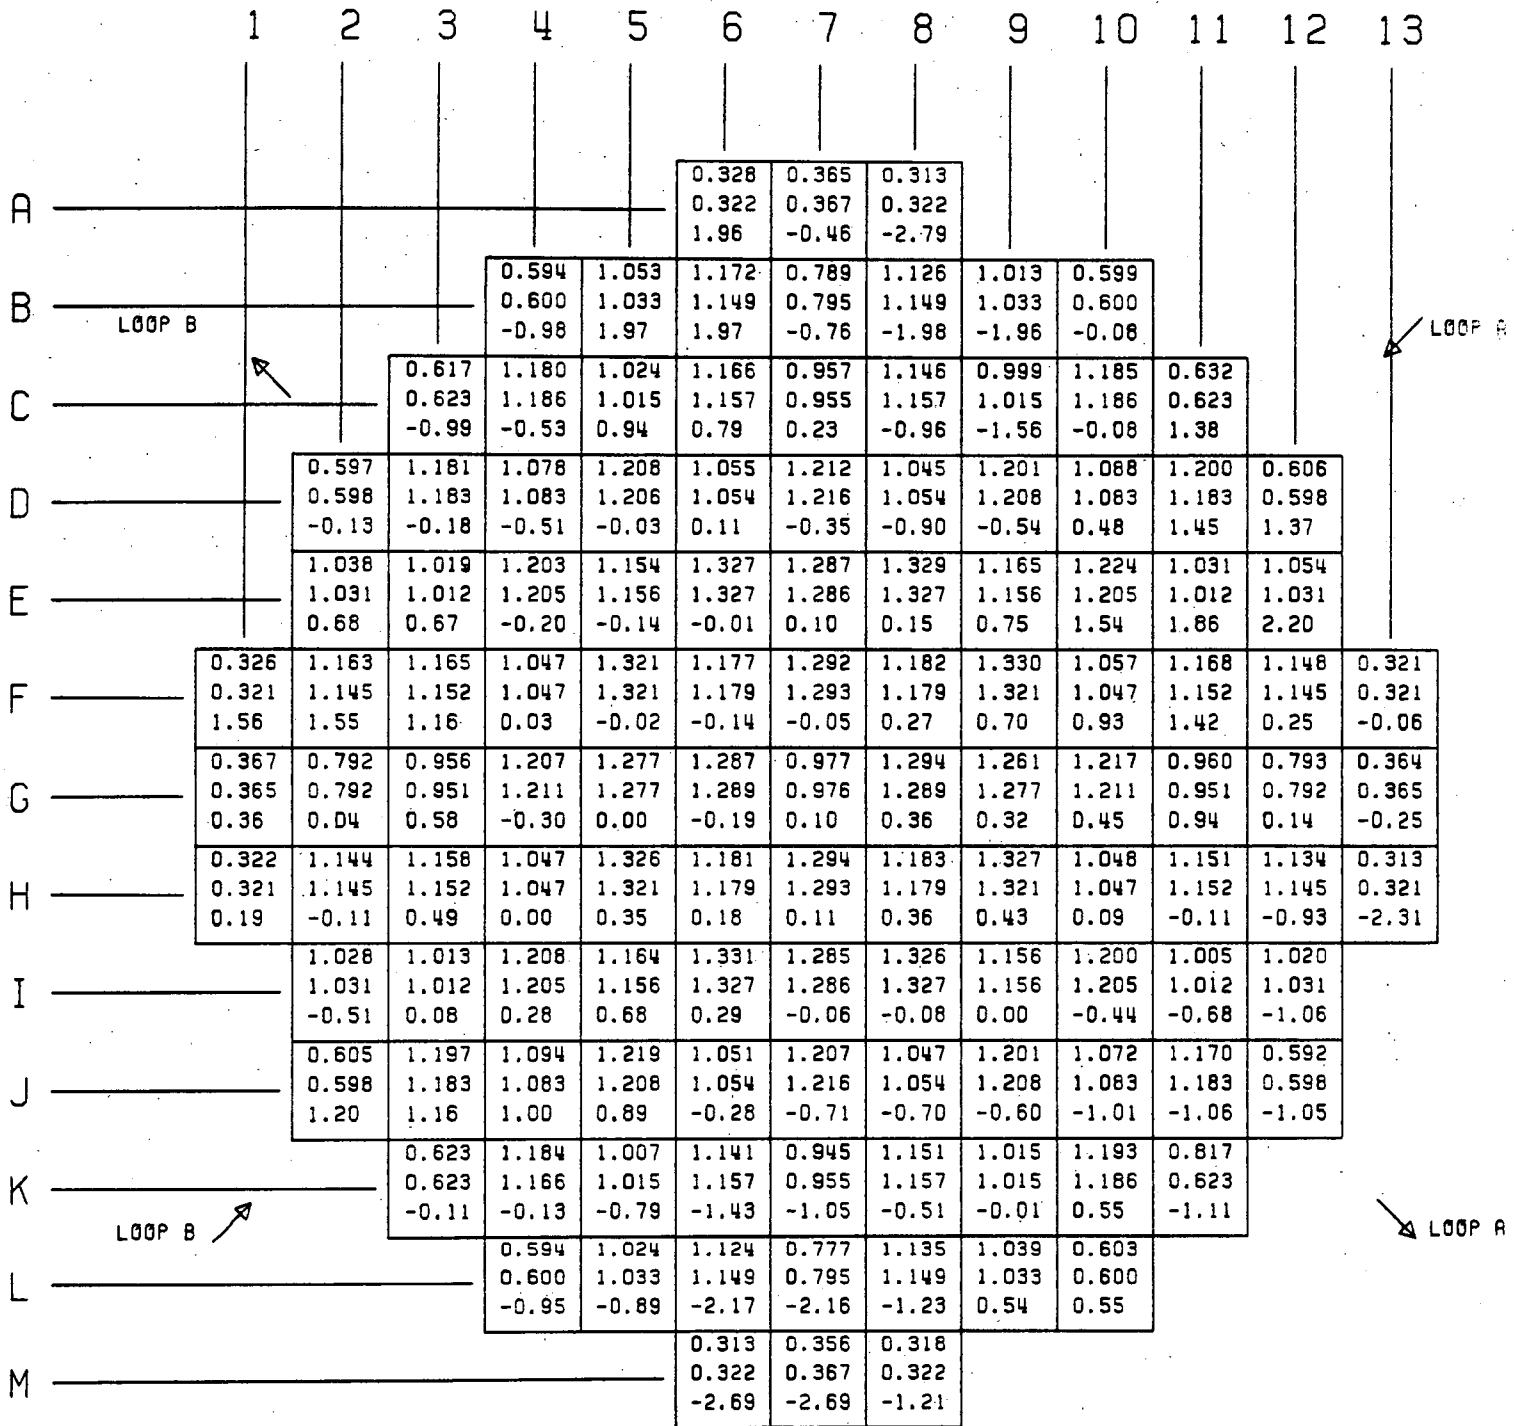 1 2 3 4 5 6 7 8 9 10 11 12 13
0.328 0.365 0.313
A 0.322 0.367 0.322
1.96 -0.46 -2.79
0.594 1.053 1.172 0.789 1.126 1.013 0.599
B 0.600 1.033 1.149 0.795 1.149 1.033 0.600
LOOP B -0.98 1.97 1.97 -0.76 -1.98 -1.96 -0.08 LOOP A
0.617 1.180 1.024 1.166 0.957 1.146 0.999 1.185 0.632
C 0.623 1.186 1.015 1.157 0.955 1.157 1.015 1.186 0.623
-0.99 -0.53 0.94 0.79 0.23 -0.96 -1.56 -0.08 1.38
0.597 1.181 1.078 1.208 1.055 1.212 1.045 1.201 1.088 1.200 0.606
D 0.598 1.183 1.083 1.206 1.054 1.216 1.054 1.208 1.083 1.183 0.598
-0.13 -0.18 -0.51 -0.03 0.11 -0.35 -0.90 -0.54 0.48 1.45 1.37
1.038 1.019 1.203 1.154 1.327 1.287 1.329 1.165 1.224 1.031 1.054
E 1.031 1.012 1.205 1.156 1.327 1.286 1.327 1.156 1.205 1.012 1.031
0.68 0.67 -0.20 -0.14 -0.01 0.10 0.15 0.75 1.54 1.86 2.20
0.326 1.163 1.165 1.047 1.321 1.177 1.292 1.182 1.330 1.057 1.168 1.148 0.321
F 0.321 1.145 1.152 1.047 1.321 1.179 1.293 1.179 1.321 1.047 1.152 1.145 0.321
1.56 1.55 1.16 0.03 -0.02 -0.14 -0.05 0.27 0.70 0.93 1.42 0.25 -0.06
0.367 0.792 0.956 1.207 1.277 1.287 0.977 1.294 1.261 1.217 0.960 0.793 0.364
G 0.365 0.792 0.951 1.211 1.277 1.289 0.976 1.289 1.277 1.211 0.951 0.792 0.365
0.36 0.04 0.58 -0.30 0.00 -0.19 0.10 0.36 0.32 0.45 0.94 0.14 -0.25
0.322 1.144 1.158 1.047 1.326 1.181 1.294 1.183 1.327 1.048 1.151 1.134 0.313
H 0.321 1.145 1.152 1.047 1.321 1.179 1.293 1.179 1.321 1.047 1.152 1.145 0.321
0.19 -0.11 0.49 0.00 0.35 0.18 0.11 0.36 0.43 0.09 -0.11 -0.93 -2.31
1.028 1.013 1.208 1.164 1.331 1.285 1.326 1.156 1.200 1.005 1.020
I 1.031 1.012 1.205 1.156 1.327 1.286 1.327 1.156 1.205 1.012 1.031
-0.51 0.08 0.28 0.68 0.29 -0.06 -0.08 0.00 -0.44 -0.68 -1.06
0.605 1.197 1.094 1.219 1.051 1.207 1.047 1.201 1.072 1.170 0.592
J 0.598 1.183 1.083 1.208 1.054 1.216 1.054 1.208 1.083 1.183 0.598
1.20 1.16 1.00 0.89 -0.28 -0.71 -0.70 -0.60 -1.01 -1.06 -1.05
0.623 1.184 1.007 1.141 0.945 1.151 1.015 1.193 0.817
K 0.623 1.166 1.015 1.157 0.955 1.157 1.015 1.186 0.623
LOOP B -0.11 -0.13 -0.79 -1.43 -1.05 -0.51 -0.01 0.55 -1.11 LOOP A
0.594 1.024 1.124 0.777 1.135 1.039 0.603
L 0.600 1.033 1.149 0.795 1.149 1.033 0.600
-0.95 -0.89 -2.17 -2.16 -1.23 0.54 0.55
0.313 0.356 0.318
M 0.322 0.367 0.322
-2.69 -2.69 -1.21